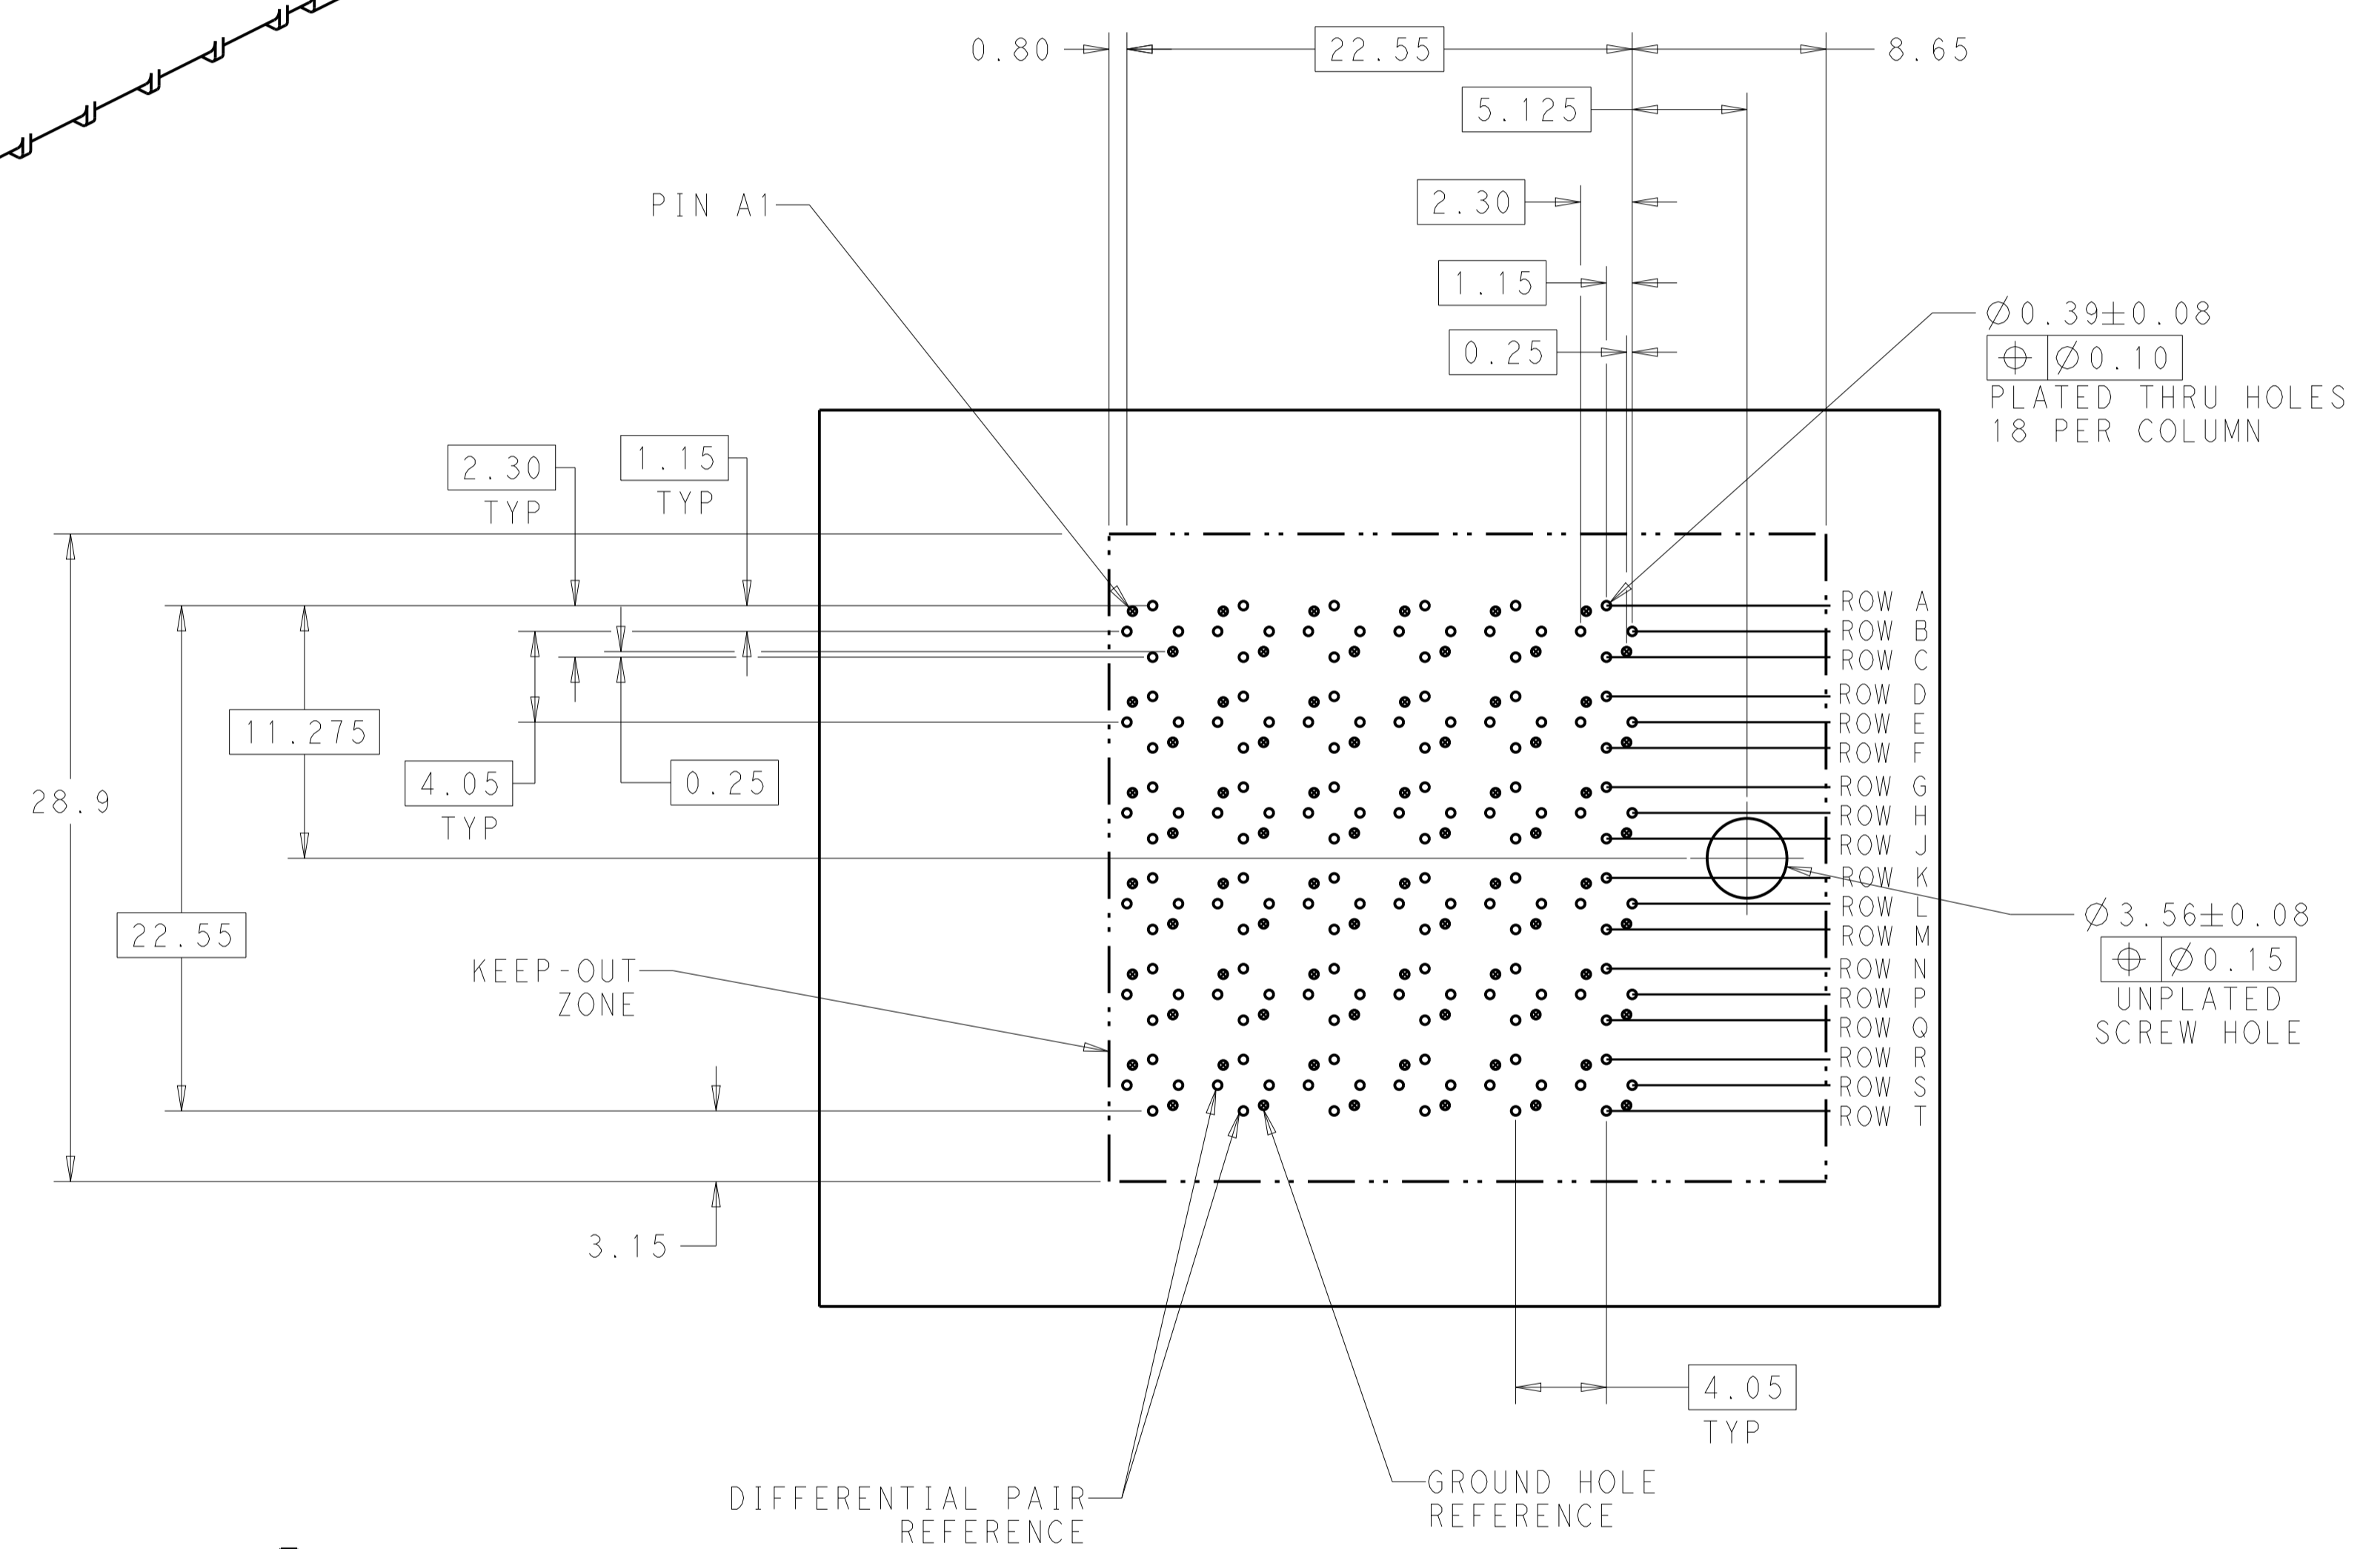 0.80
22.55
8.65
5.125
2.30
PIN A1
1.15
0.25
Ø0.39±0.08
⌖ Ø0.10
PLATED THRU HOLES
18 PER COLUMN
2.30
TYP
1.15
TYP
ROW A
ROW B
ROW C
ROW D
ROW E
ROW F
ROW G
ROW H
ROW J
ROW K
ROW L
ROW M
ROW N
ROW P
ROW Q
ROW R
ROW S
ROW T
11.275
4.05
TYP
0.25
28.9
22.55
KEEP-OUT
ZONE
Ø3.56±0.08
⌖ Ø0.15
UNPLATED
SCREW HOLE
3.15
4.05
TYP
DIFFERENTIAL PAIR
REFERENCE
GROUND HOLE
REFERENCE